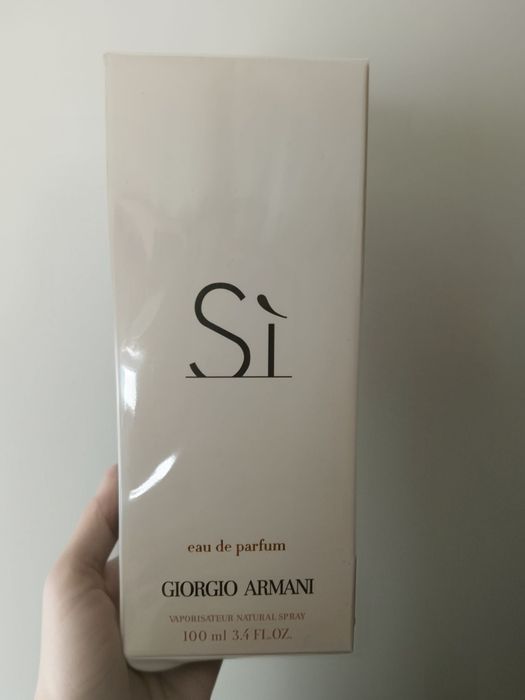 Sì
eau de parfum
GIORGIO ARMANI
VAPORISATEUR NATURAL SPRAY
100 ml 3.4 FL.OZ.